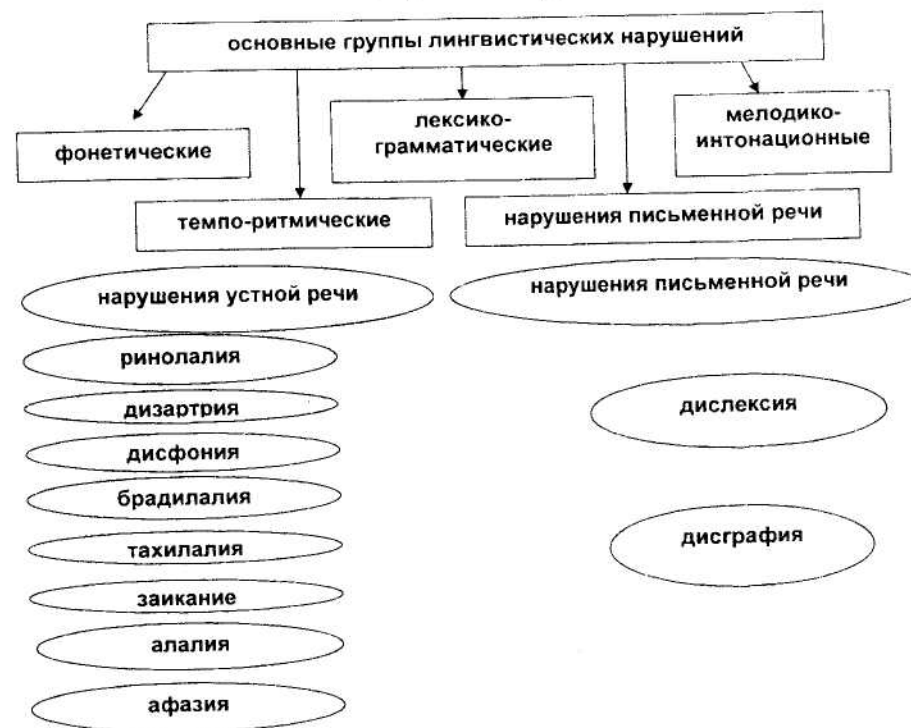 основные группы лингвистических нарушений
фонетические
лексико-
грамматические
мелодико-
интонационные
темпо-ритмические
нарушения письменной речи
нарушения устной речи
нарушения письменной речи
ринолалия
дизартрия
дисфония
брадилалия
тахилалия
заикание
алалия
афазия
дислексия
дисграфия